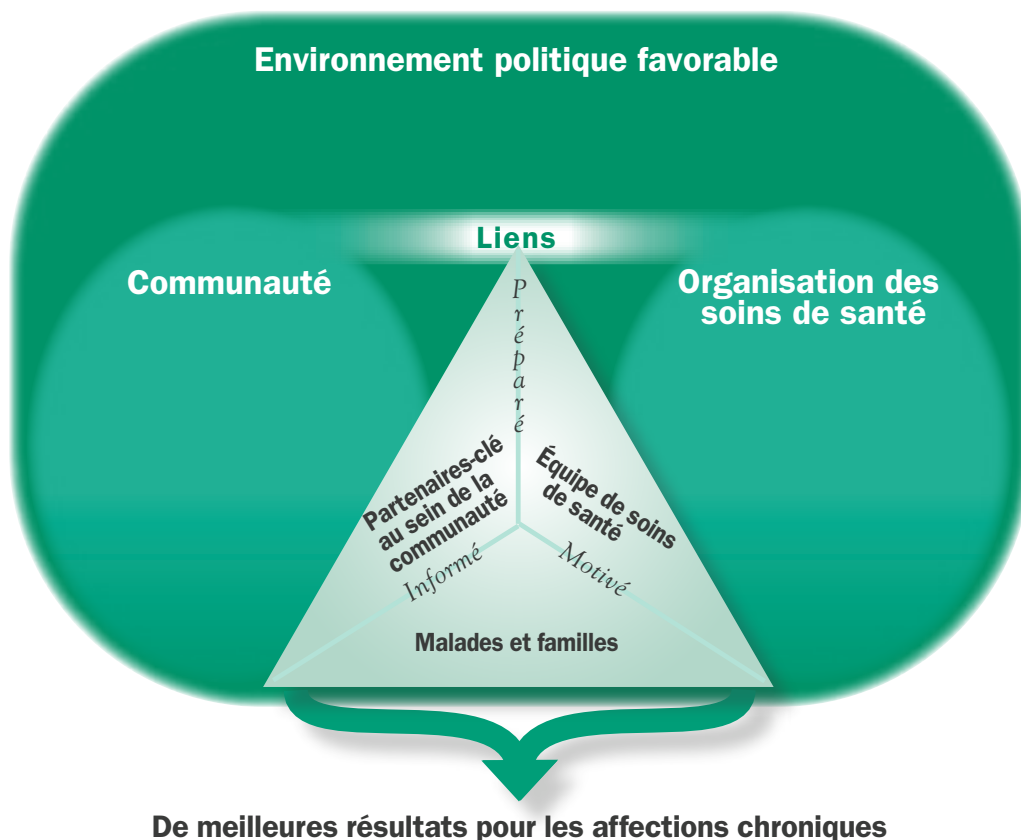 Environnement politique favorable
Liens
Communauté
Organisation des
soins de santé
Préparé
Partenaires-clé
au sein de la
communauté
Équipe de soins
de santé
Informé
Motivé
Malades et familles
De meilleures résultats pour les affections chroniques